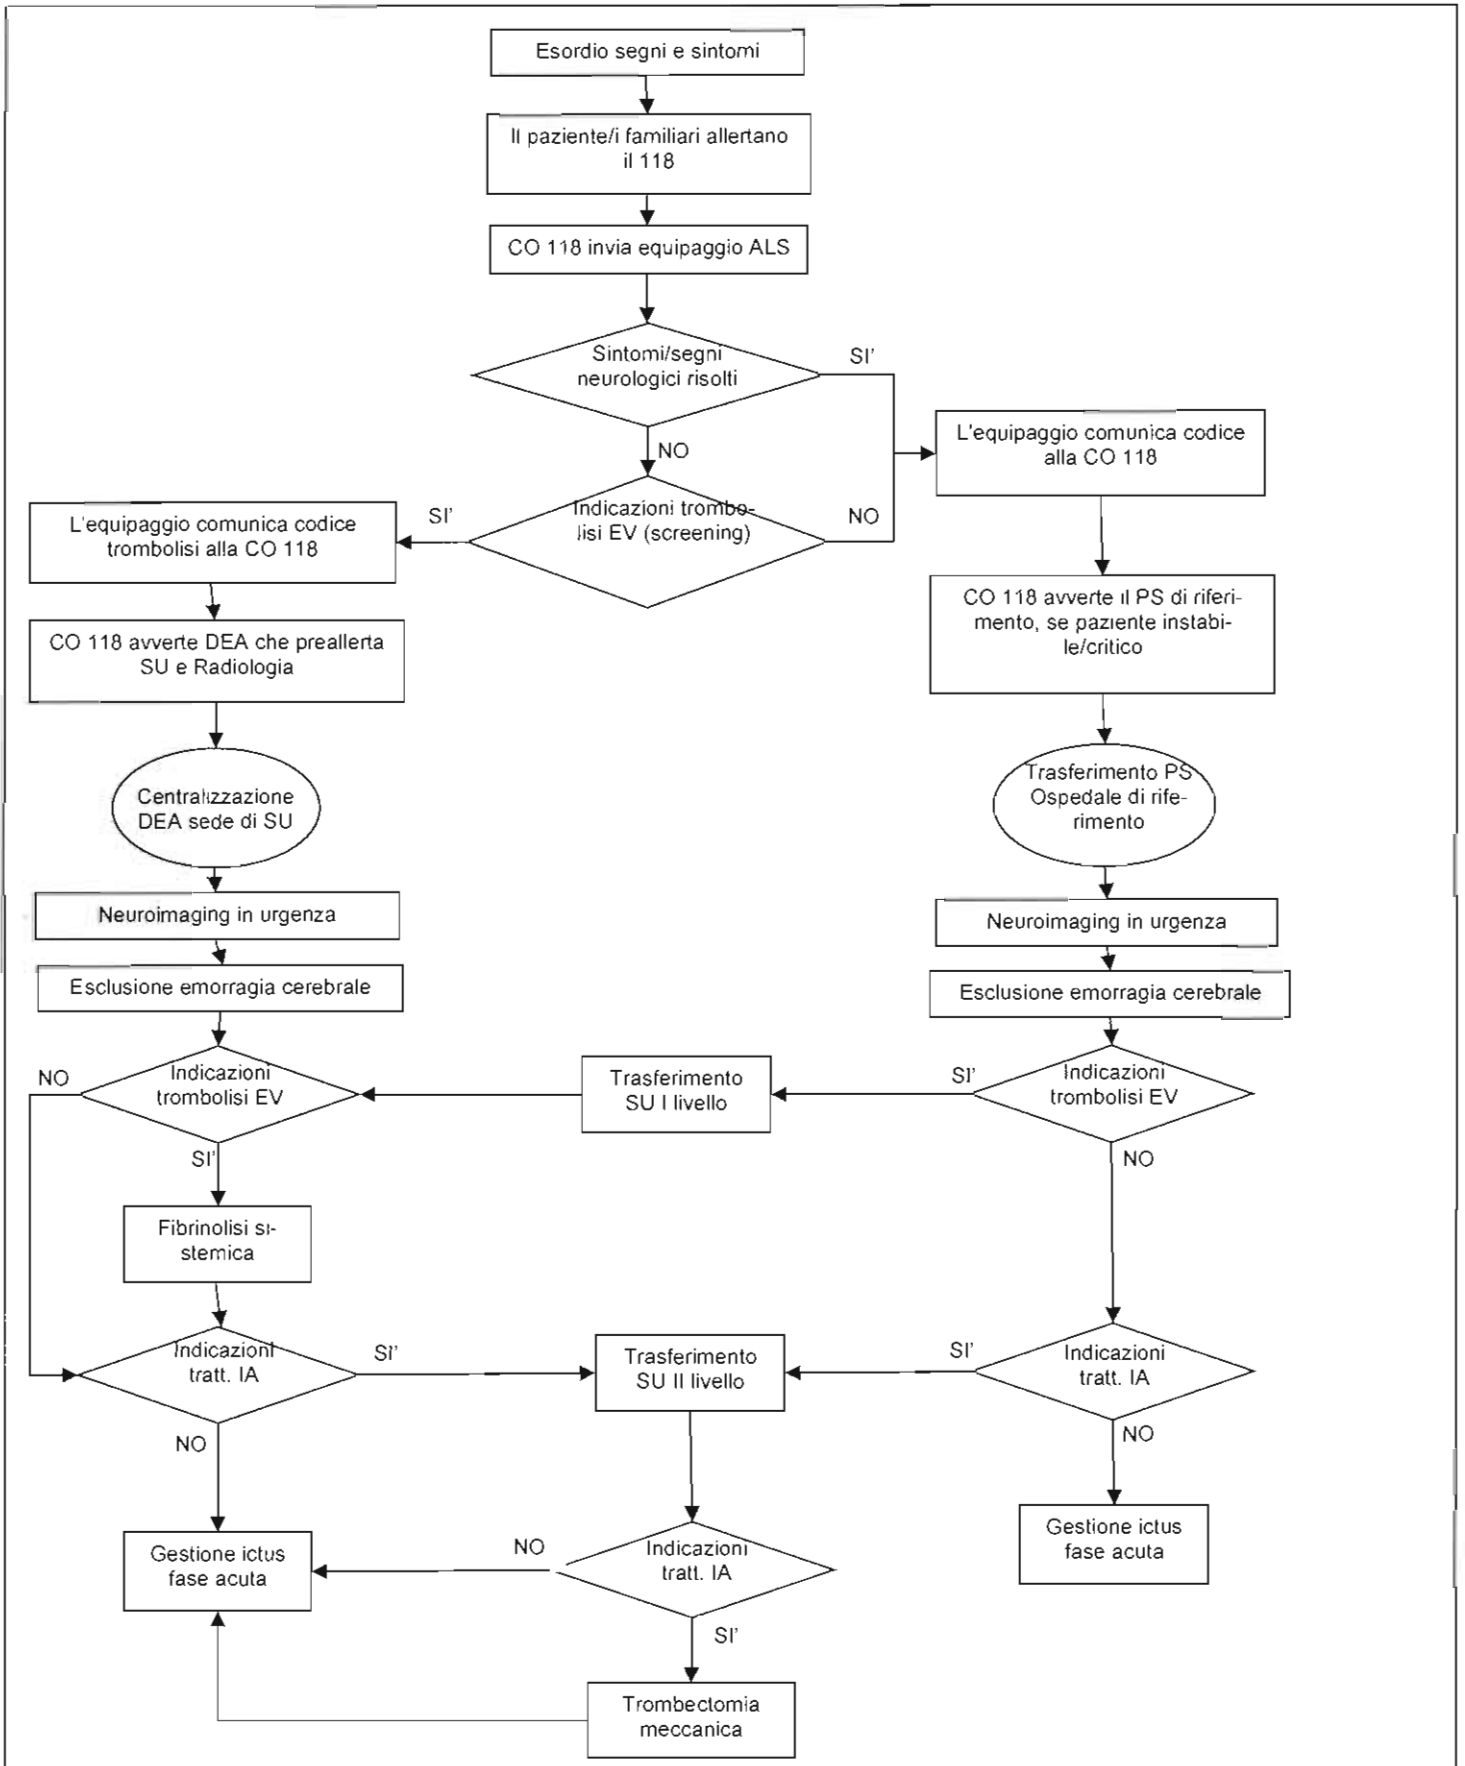 Esordio segni e sintomi
Il paziente/i familiari allertano
il 118
CO 118 invia equipaggio ALS
Sintomi/segni
neurologici risolti
SI'
NO
L'equipaggio comunica codice
alla CO 118
Indicazioni trombo-
lisi EV (screening)
SI'
NO
L'equipaggio comunica codice
trombolisi alla CO 118
CO 118 avverte il PS di riferi-
mento, se paziente instabi-
le/critico
CO 118 avverte DEA che preallerta
SU e Radiologia
Centralizzazione
DEA sede di SU
Trasferimento PS
Ospedale di rife-
rimento
Neuroimaging in urgenza
Neuroimaging in urgenza
Esclusione emorragia cerebrale
Esclusione emorragia cerebrale
NO
Indicazioni
trombolisi EV
Trasferimento
SU I livello
SI'
Indicazioni
trombolisi EV
SI'
NO
Fibrinolisi si-
stemica
Indicazioni
tratt. IA
SI'
Trasferimento
SU II livello
SI'
Indicazioni
tratt. IA
NO
NO
Gestione ictus
fase acuta
NO
Indicazioni
tratt. IA
Gestione ictus
fase acuta
SI'
Trombectomia
meccanica